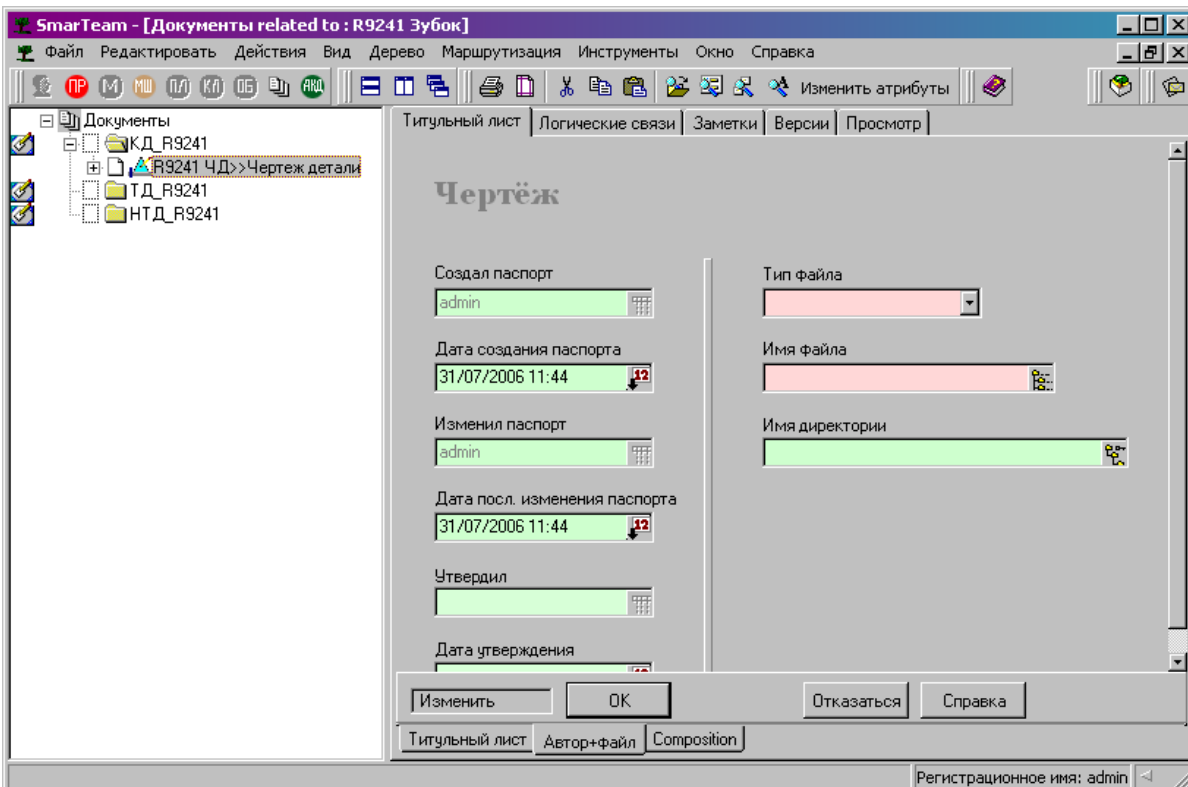 SmarTeam - [Документы related to : R9241 Зубок]
Файл Редактировать Действия Вид Дерево Маршрутизация Инструменты Окно Справка
ПР М МШ ПЛ КЛ ОБ АКД Изменить атрибуты
Документы
КД_R9241
R9241 ЧД>>Чертеж детали
ТД_R9241
НТД_R9241
Титульный лист Логические связи Заметки Версии Просмотр
Чертёж
Создал паспорт
admin
Дата создания паспорта
31/07/2006 11:44
12
Изменил паспорт
admin
Дата посл. изменения паспорта
31/07/2006 11:44
12
Утвердил
Дата утверждения
Тип файла
Имя файла
Имя директории
Изменить OK Отказаться Справка
Титульный лист Автор+файл Composition
Регистрационное имя: admin